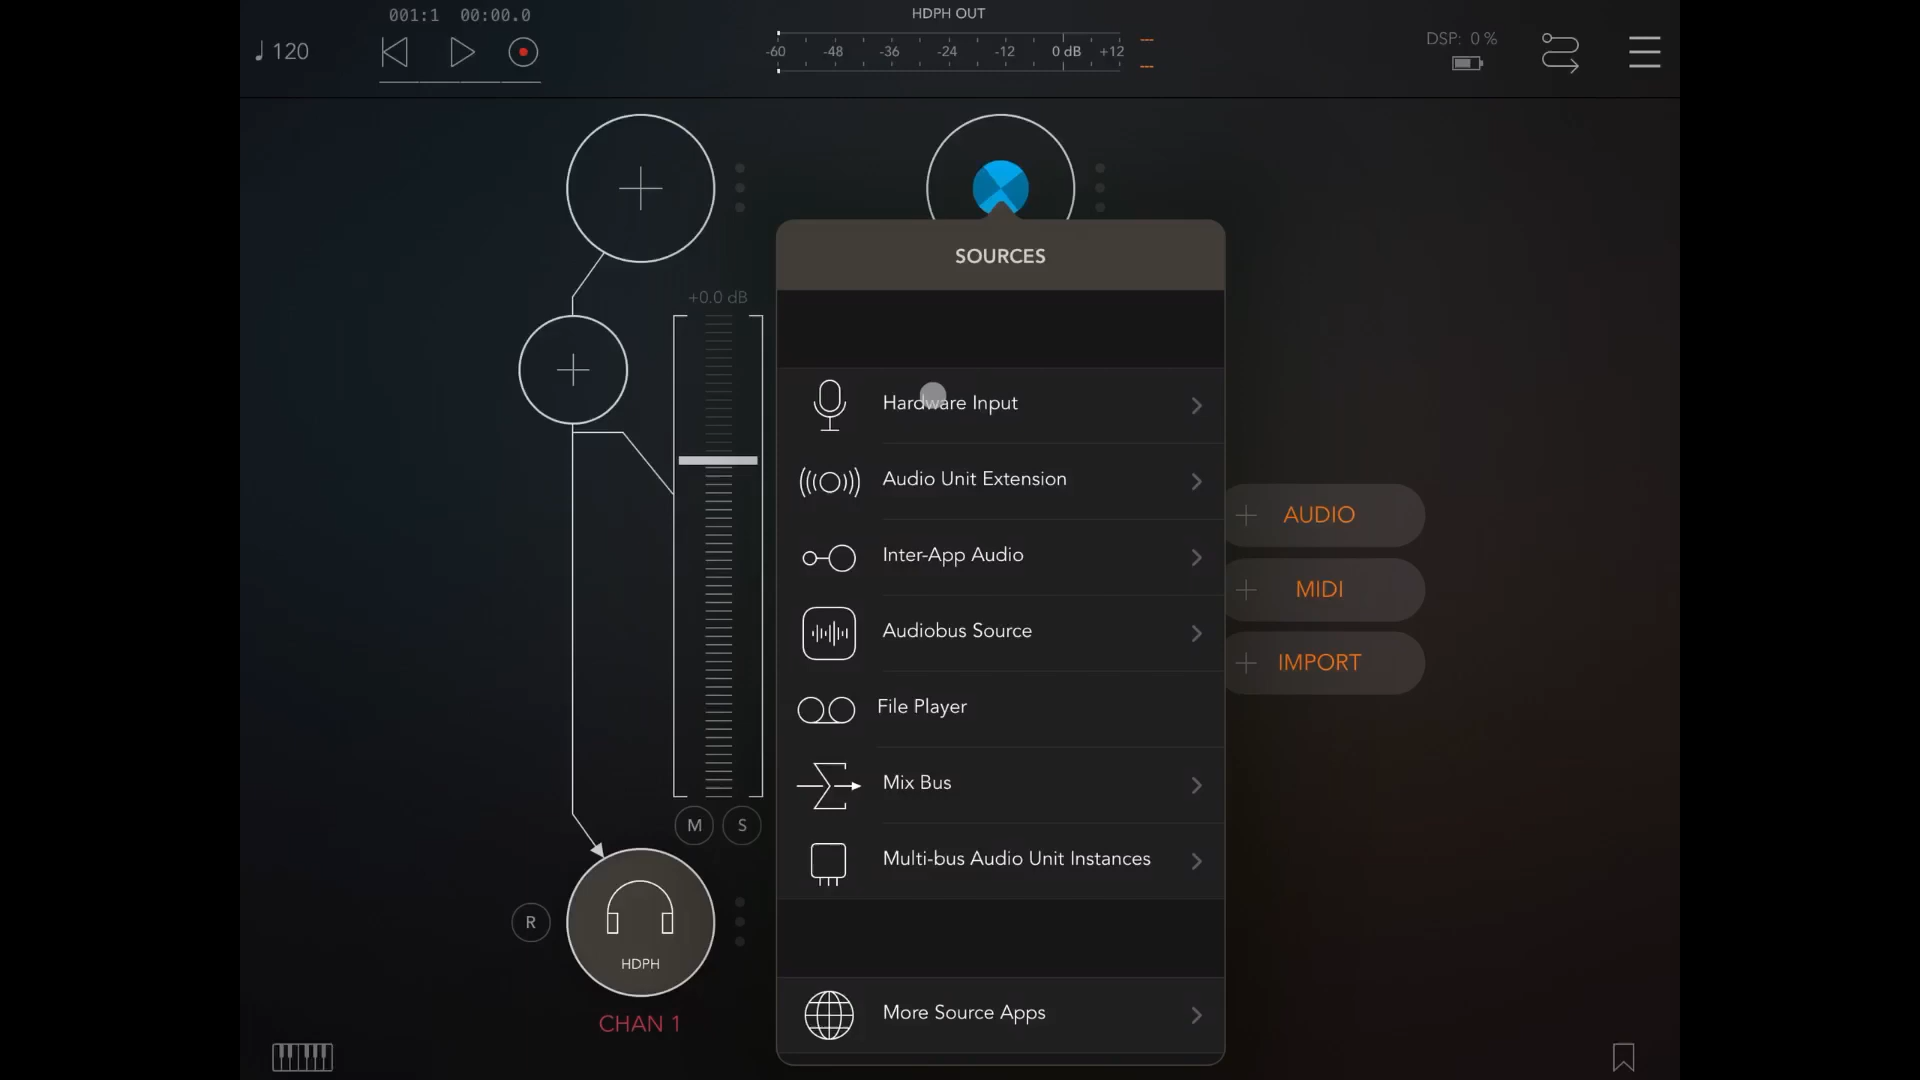 001:1 00:00.0
HDPH OUT
♩ 120
-60 -48 -36 -24 -12 0 dB +12
DSP: 0 %
SOURCES
+0.0 dB
Hardware Input
Audio Unit Extension
AUDIO
Inter-App Audio
MIDI
Audiobus Source
IMPORT
File Player
Mix Bus
M S
Multi-bus Audio Unit Instances
R
HDPH
More Source Apps
CHAN 1